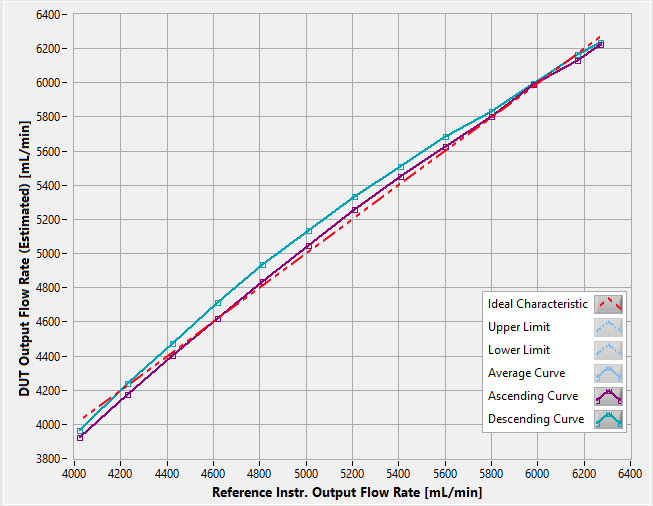 6400
6200
6000
5800
5600
5400
5200
5000
4800
4600
4400
4200
4000
3800
DUT Output Flow Rate (Estimated) [mL/min]
Ideal Characteristic
Upper Limit
Lower Limit
Average Curve
Ascending Curve
Descending Curve
4000 4200 4400 4600 4800 5000 5200 5400 5600 5800 6000 6200 6400
Reference Instr. Output Flow Rate [mL/min]